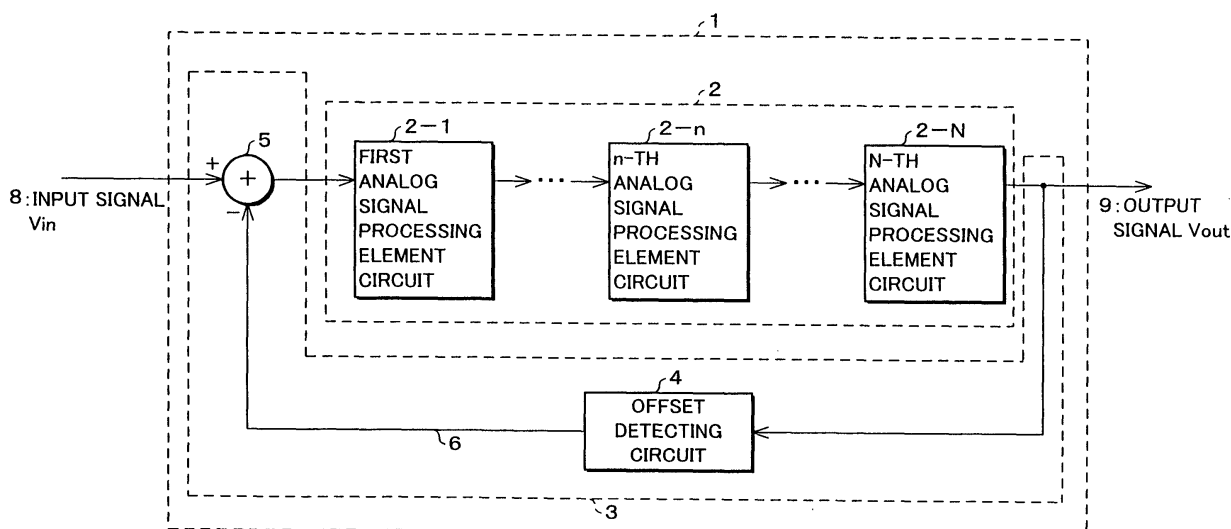 1
2
2-1
2-n
2-N
5
FIRST
ANALOG
SIGNAL
PROCESSING
ELEMENT
CIRCUIT
n-TH
ANALOG
SIGNAL
PROCESSING
ELEMENT
CIRCUIT
N-TH
ANALOG
SIGNAL
PROCESSING
ELEMENT
CIRCUIT
+
+
−
...
...
8:INPUT SIGNAL
Vin
9:OUTPUT
SIGNAL Vout
4
OFFSET
DETECTING
CIRCUIT
6
3